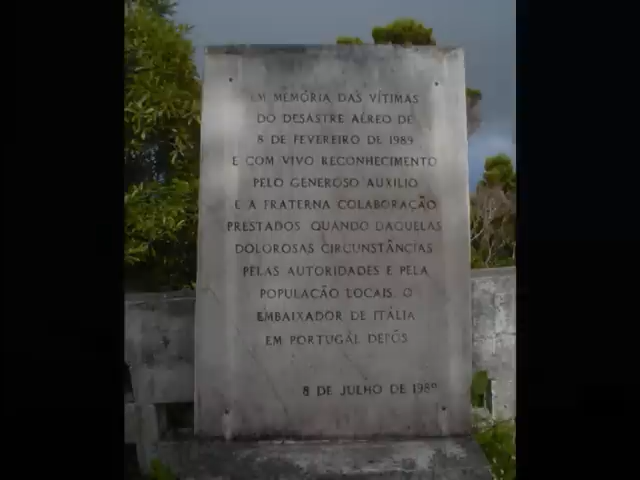 EM MEMÓRIA DAS VÍTIMAS
DO DESASTRE AÉREO DE
8 DE FEVEREIRO DE 1989
E COM VIVO RECONHECIMENTO
PELO GENEROSO AUXILIO
E A FRATERNA COLABORAÇÃO
PRESTADOS QUANDO DAQUELAS
DOLOROSAS CIRCUNSTÂNCIAS
PELAS AUTORIDADES E PELA
POPULAÇÃO LOCAIS. O
EMBAIXADOR DE ITÁLIA
EM PORTUGAL DEPÔS
8 DE JULHO DE 1989